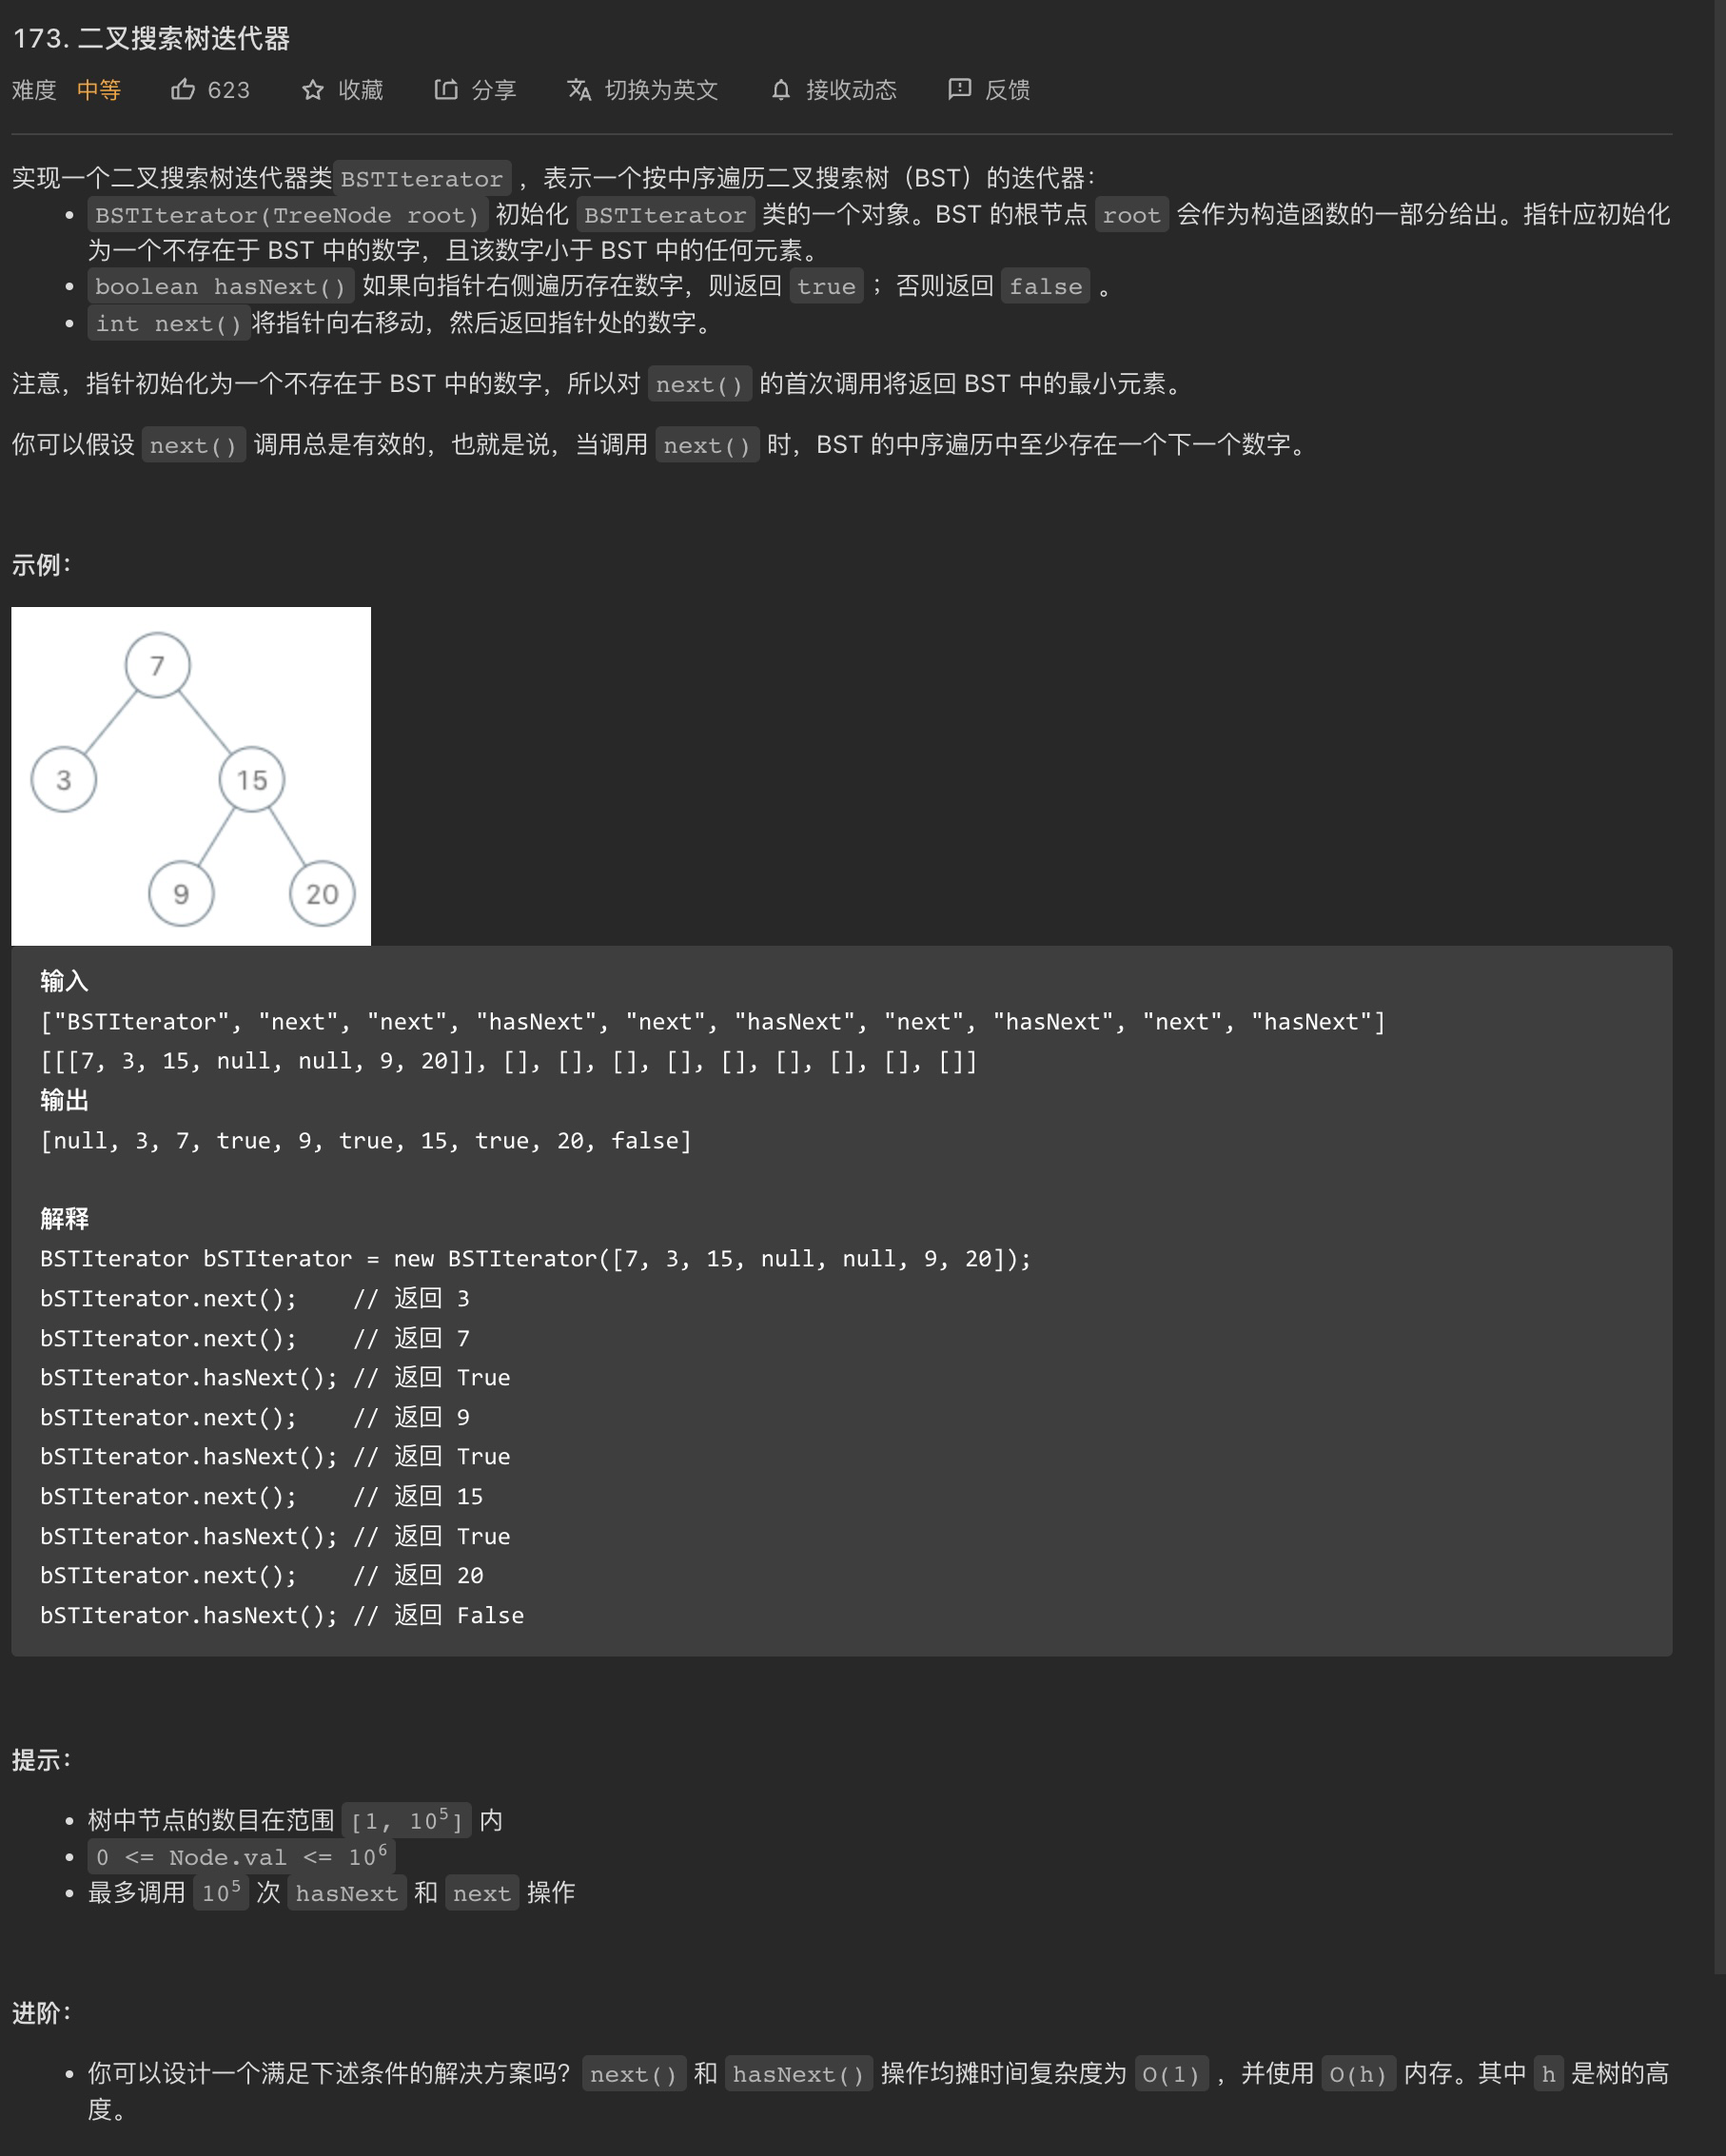 173. 二叉搜索树迭代器
难度 中等 623 收藏 分享 切换为英文 接收动态 反馈
实现一个二叉搜索树迭代器类 BSTIterator ，表示一个按中序遍历二叉搜索树（BST）的迭代器：
• BSTIterator(TreeNode root) 初始化 BSTIterator 类的一个对象。BST 的根节点 root 会作为构造函数的一部分给出。指针应初始化
为一个不存在于 BST 中的数字，且该数字小于 BST 中的任何元素。
• boolean hasNext() 如果向指针右侧遍历存在数字，则返回 true ；否则返回 false 。
• int next() 将指针向右移动，然后返回指针处的数字。
注意，指针初始化为一个不存在于 BST 中的数字，所以对 next() 的首次调用将返回 BST 中的最小元素。
你可以假设 next() 调用总是有效的，也就是说，当调用 next() 时，BST 的中序遍历中至少存在一个下一个数字。
示例：
7
3 15
9 20
输入
["BSTIterator", "next", "next", "hasNext", "next", "hasNext", "next", "hasNext", "next", "hasNext"]
[[[7, 3, 15, null, null, 9, 20]], [], [], [], [], [], [], [], [], []]
输出
[null, 3, 7, true, 9, true, 15, true, 20, false]
解释
BSTIterator bSTIterator = new BSTIterator([7, 3, 15, null, null, 9, 20]);
bSTIterator.next();    // 返回 3
bSTIterator.next();    // 返回 7
bSTIterator.hasNext(); // 返回 True
bSTIterator.next();    // 返回 9
bSTIterator.hasNext(); // 返回 True
bSTIterator.next();    // 返回 15
bSTIterator.hasNext(); // 返回 True
bSTIterator.next();    // 返回 20
bSTIterator.hasNext(); // 返回 False
提示：
• 树中节点的数目在范围 [1, 10⁵] 内
• 0 <= Node.val <= 10⁶
• 最多调用 10⁵ 次 hasNext 和 next 操作
进阶：
• 你可以设计一个满足下述条件的解决方案吗？next() 和 hasNext() 操作均摊时间复杂度为 O(1) ，并使用 O(h) 内存。其中 h 是树的高
度。